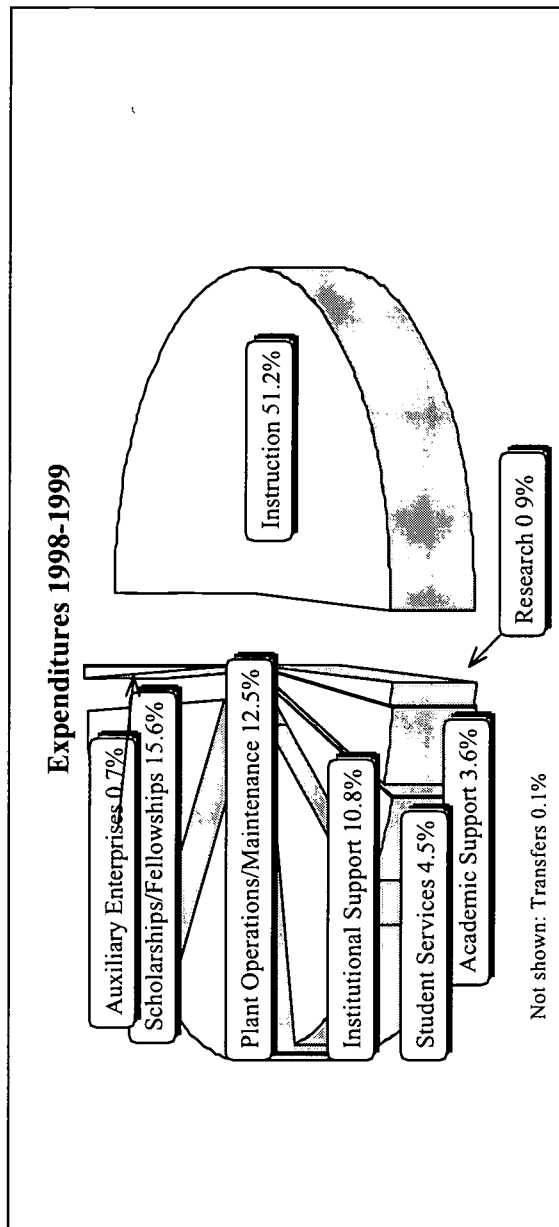 Expenditures 1998-1999
Auxiliary Enterprises 0.7%
Scholarships/Fellowships 15.6%
Plant Operations/Maintenance 12.5%
Instruction 51.2%
Institutional Support 10.8%
Student Services 4.5%
Academic Support 3.6%
Research 0 9%
Not shown: Transfers 0.1%